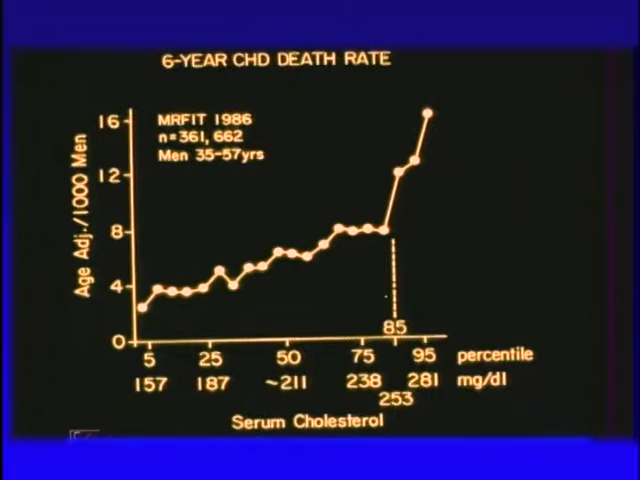 6-YEAR CHD DEATH RATE
MRFIT 1986
n=361,662
Men 35-57yrs
Age Adj./1000 Men
16
12
8
4
0
85
5 25 50 75 95 percentile
157 187 ~211 238 281 mg/dl
253
Serum Cholesterol